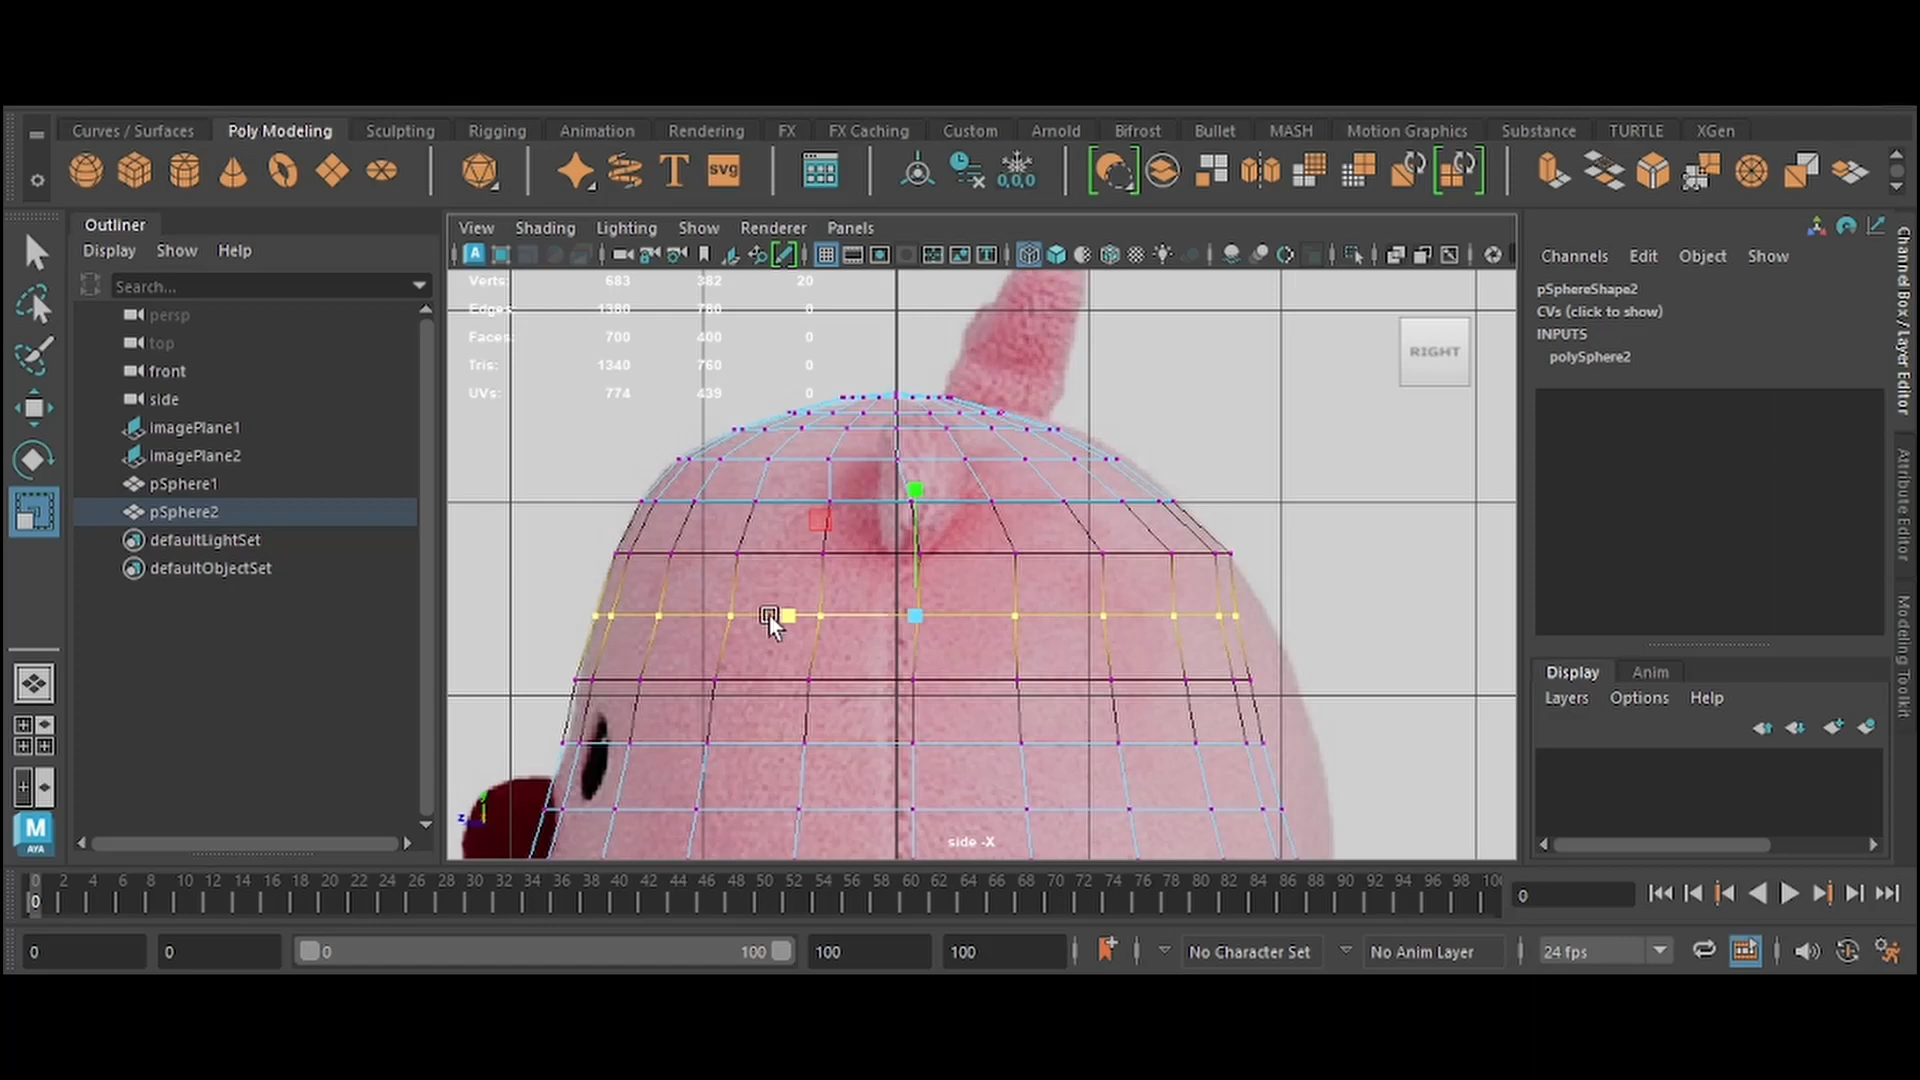 Curves / Surfaces Poly Modeling Sculpting Rigging Animation Rendering FX FX Caching Custom Arnold Bifrost Bullet MASH Motion Graphics Substance TURTLE XGen
T SVG 0,0,0
Outliner
Display Show Help
Search...
persp
top
front
side
imagePlane1
imagePlane2
pSphere1
pSphere2
defaultLightSet
defaultObjectSet
M
AYA
View Shading Lighting Show Renderer Panels
A
Verts: 683 382 20
Edges: 1380 780 0
Faces: 700 400 0
Tris: 1340 760 0
UVs: 774 439 0
RIGHT
y
z
side -X
Channels Edit Object Show
pSphereShape2
CVs (click to show)
INPUTS
polySphere2
Display Anim
Layers Options Help
Channel Box / Layer Editor
Attribute Editor
Modeling Toolkit
0 2 4 6 8 10 12 14 16 18 20 22 24 26 28 30 32 34 36 38 40 42 44 46 48 50 52 54 56 58 60 62 64 66 68 70 72 74 76 78 80 82 84 86 88 90 92 94 96 98 100
0
0
0 0 0 100 100 100 No Character Set No Anim Layer 24 fps